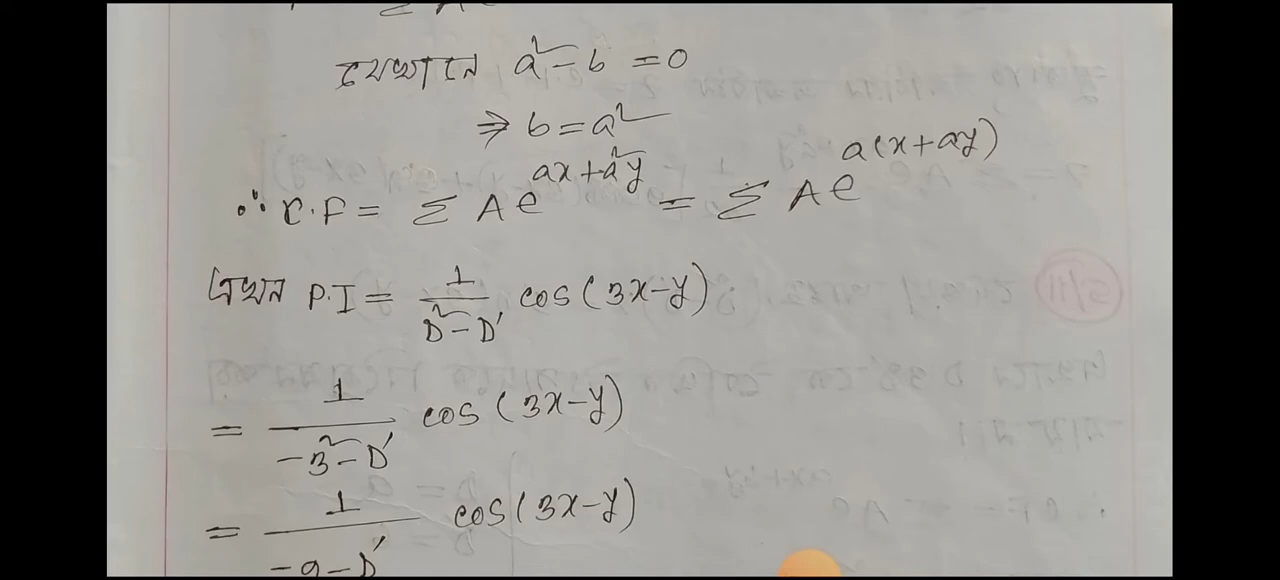 যেখানে a² - b = 0
⇒ b = a²
∴ C.F = Σ A e^{ax+a²y} = Σ A e^{a(x+ay)}
এখন P.I = 1/(D² - D') cos(3x-y)
= 1/(-3² - D') cos(3x-y)
= 1/(-9 - D') cos(3x-y)